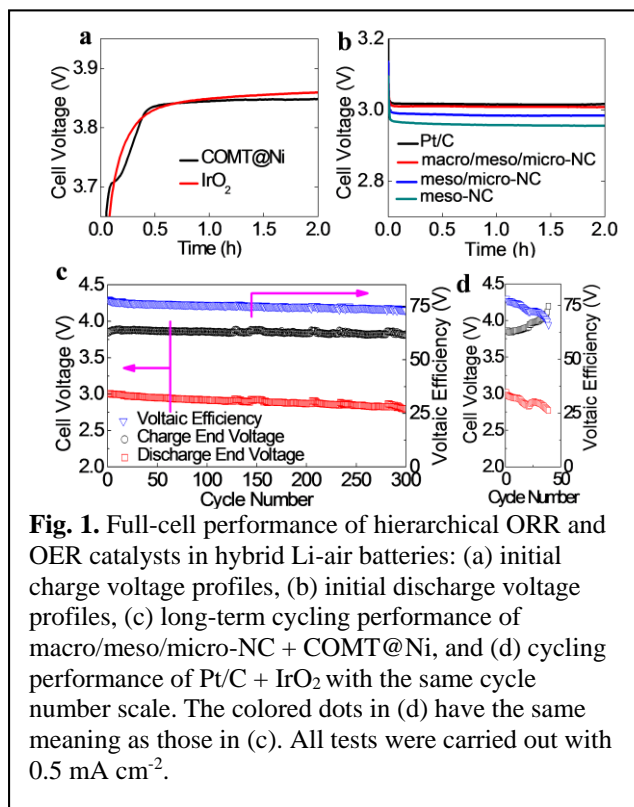 a
b
3.9
3.8
3.7
Cell Voltage (V)
COMT@Ni
IrO₂
0.0 0.5 1.0 1.5 2.0
Time (h)
3.2
3.0
2.8
Cell Voltage (V)
Pt/C
macro/meso/micro-NC
meso/micro-NC
meso-NC
0.0 0.5 1.0 1.5 2.0
Time (h)
c
4.5
4.0
3.5
3.0
2.5
2.0
Cell Voltage (V)
75
50
25
0
Voltaic Efficiency
Voltaic Efficiency
Charge End Voltage
Discharge End Voltage
0 50 100 150 200 250 300
Cycle Number
d
4.5
4.0
3.5
3.0
2.5
2.0
Cell Voltage (V)
75
50
25
0
Voltaic Efficiency
0 50
Cycle Number
Fig. 1. Full-cell performance of hierarchical ORR and
OER catalysts in hybrid Li-air batteries: (a) initial
charge voltage profiles, (b) initial discharge voltage
profiles, (c) long-term cycling performance of
macro/meso/micro-NC + COMT@Ni, and (d) cycling
performance of Pt/C + IrO₂ with the same cycle
number scale. The colored dots in (d) have the same
meaning as those in (c). All tests were carried out with
0.5 mA cm⁻².